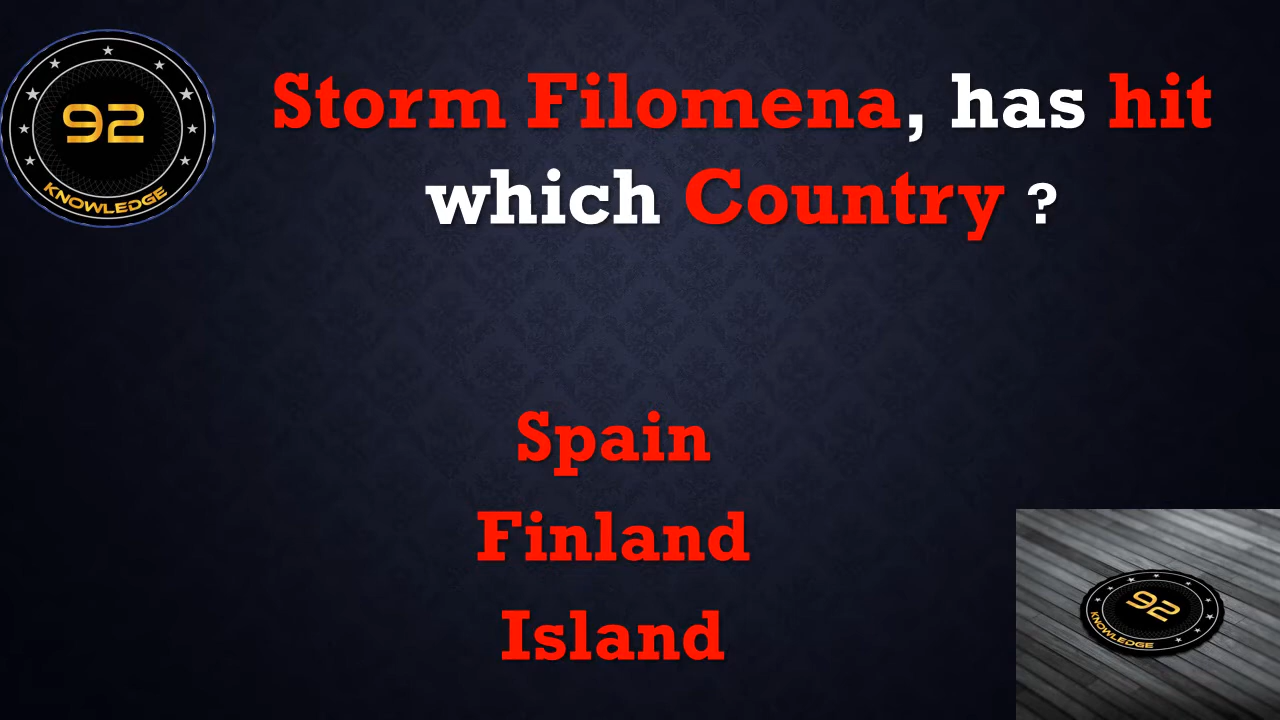 92
KNOWLEDGE
Storm Filomena, has hit
which Country ?
Spain
Finland
Island
92
KNOWLEDGE